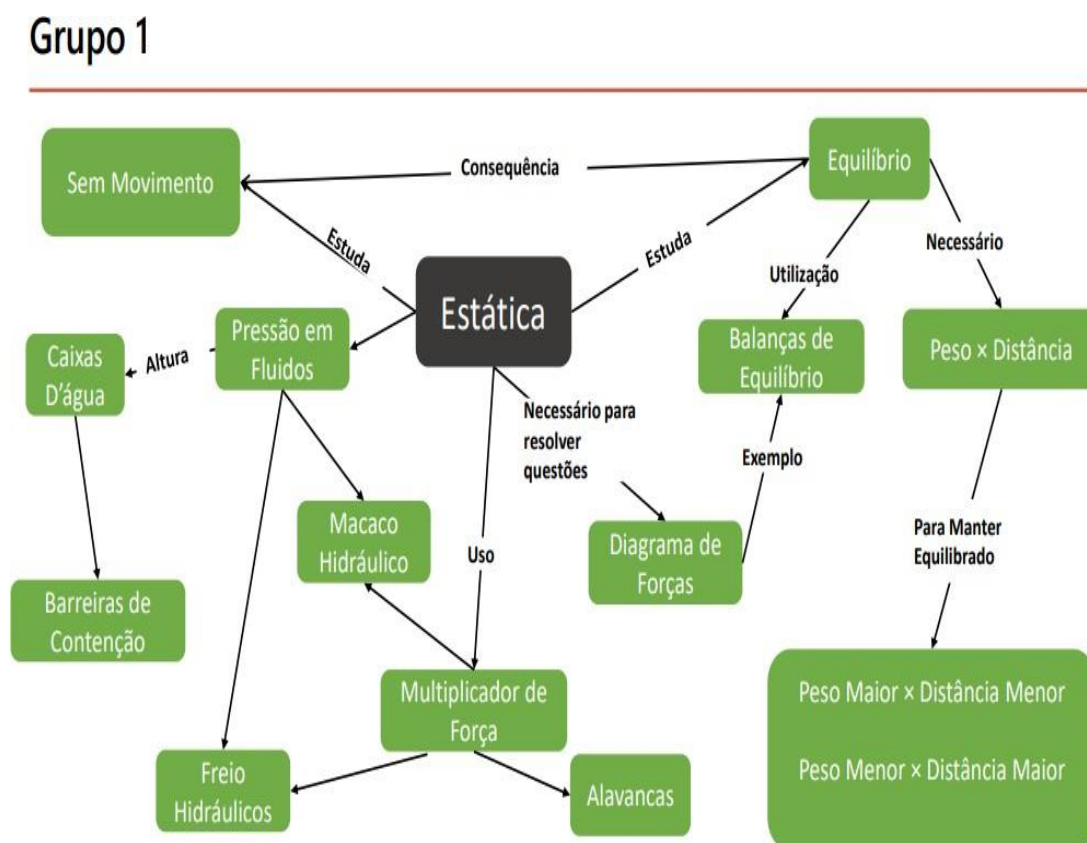 Grupo 1
Sem Movimento
Consequência
Equilíbrio
Estuda
Estuda
Necessário
Utilização
Estática
Pressão em
Fluidos
Altura
Caixas
D'água
Balanças de
Equilíbrio
Peso × Distância
Necessário para
resolver
questões
Exemplo
Macaco
Hidráulico
Uso
Diagrama de
Forças
Para Manter
Equilibrado
Barreiras de
Contenção
Multiplicador de
Força
Peso Maior × Distância Menor
Peso Menor × Distância Maior
Freio
Hidráulicos
Alavancas